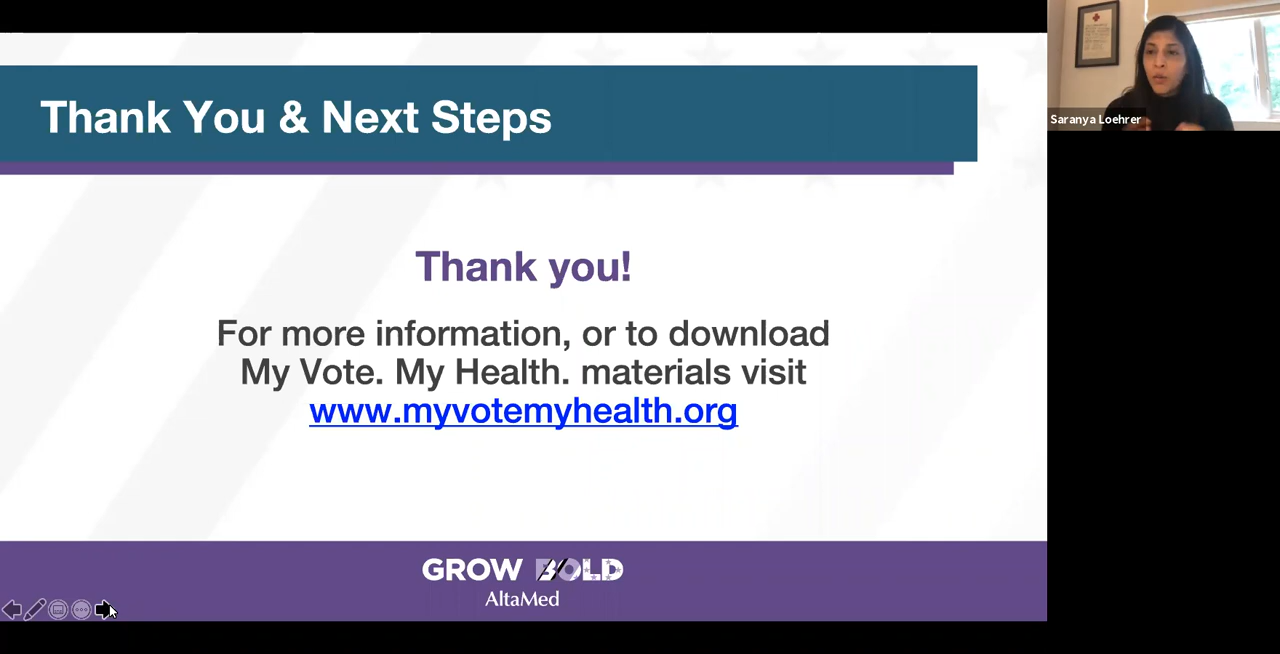 Thank You & Next Steps
Saranya Loehrer
Thank you!
For more information, or to download
My Vote. My Health. materials visit
www.myvotemyhealth.org
GROW BOLD
AltaMed